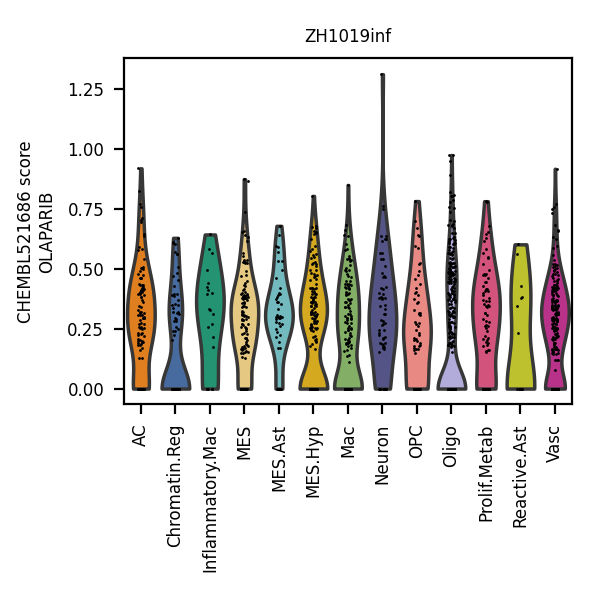 ZH1019inf
CHEMBL521686 score
OLAPARIB
1.25
1.00
0.75
0.50
0.25
0.00
AC
Chromatin.Reg
Inflammatory.Mac
MES
MES.Ast
MES.Hyp
Mac
Neuron
OPC
Oligo
Prolif.Metab
Reactive.Ast
Vasc